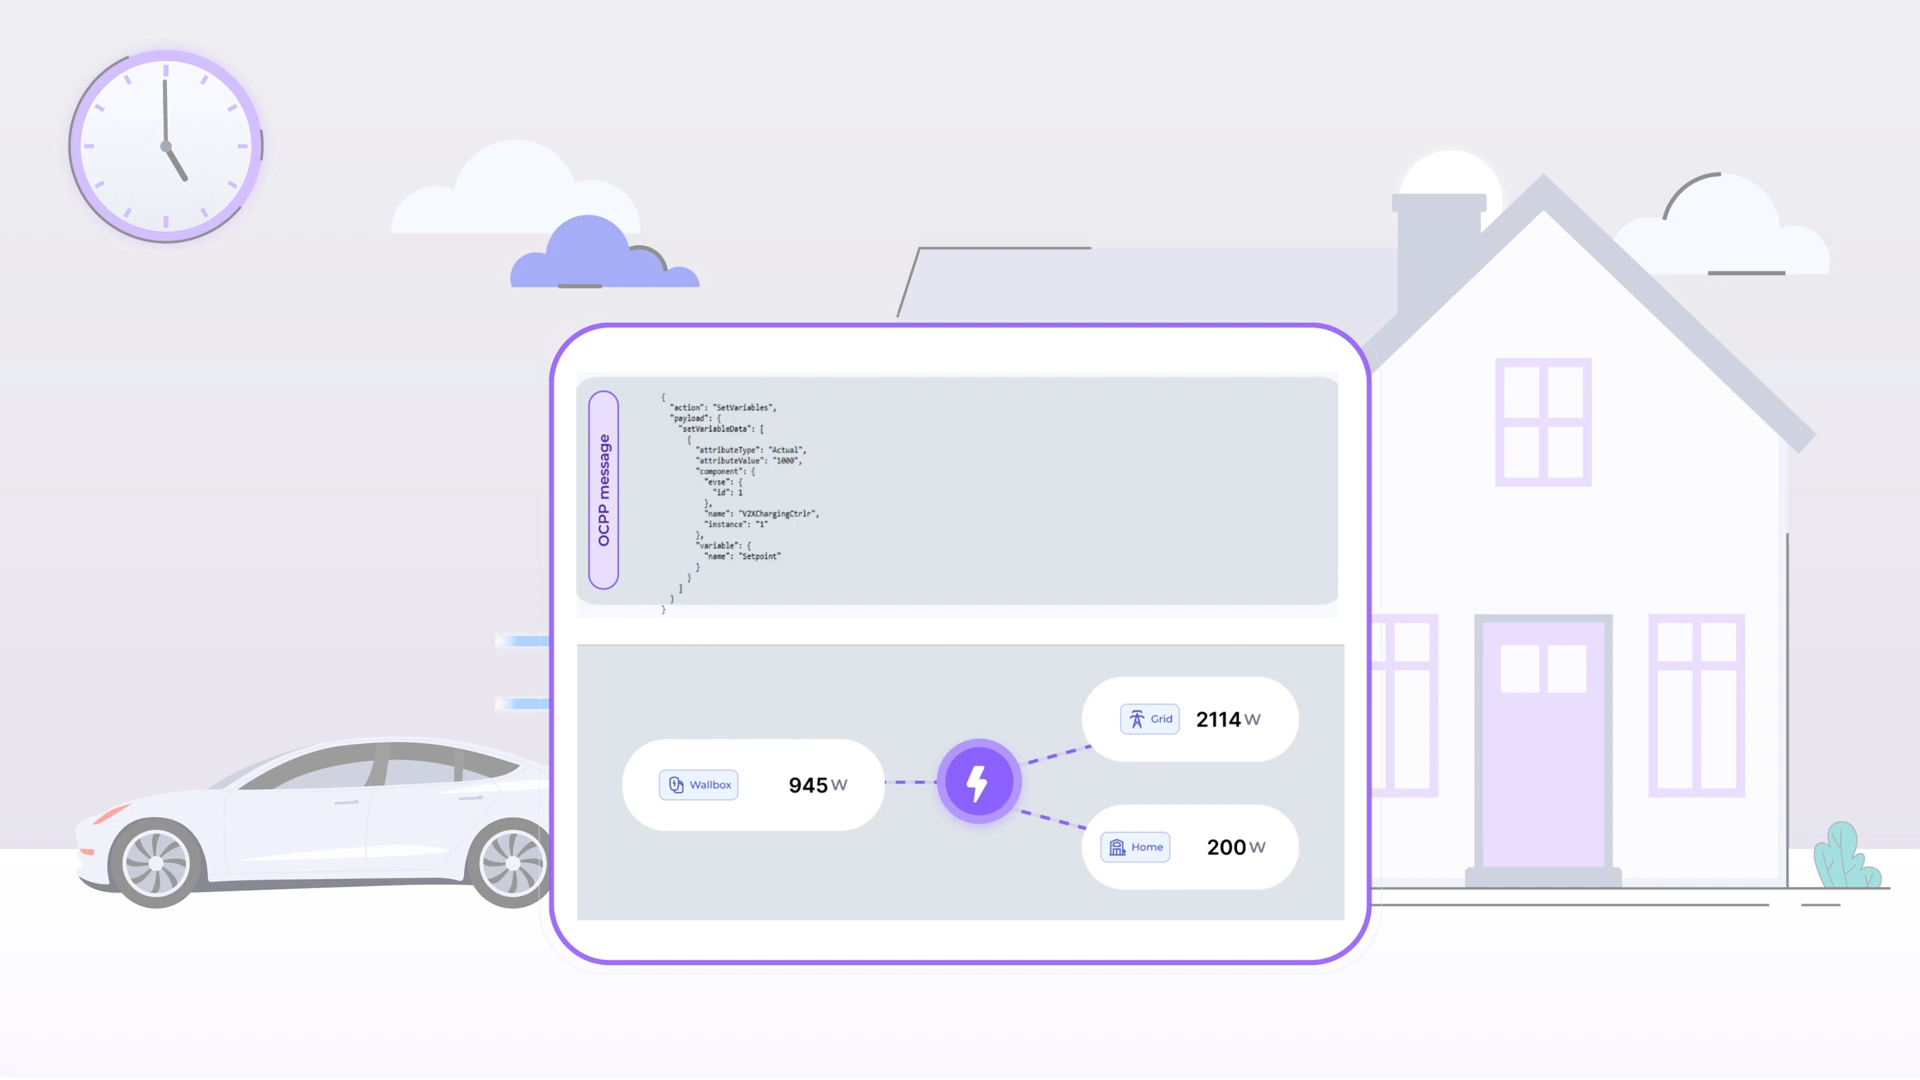 OCPP message
{
"action": "SetVariables",
"payload": {
"setVariableData": [
{
"attributeType": "Actual",
"attributeValue": "1000",
"component": {
"evse": {
"id": 1
},
"name": "V2XChargingCtrlr",
"instance": "1"
},
"variable": {
"name": "Setpoint"
}
}
]
}
}
Grid 2114 W
Wallbox 945 W
Home 200 W